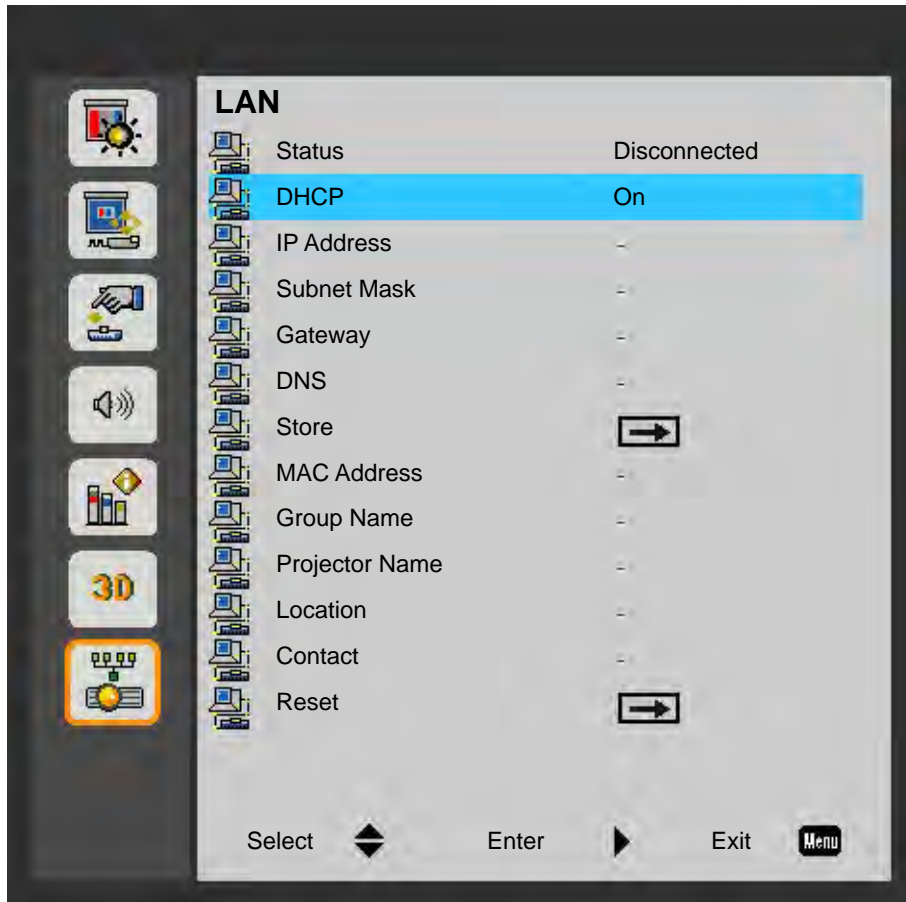 LAN
Status Disconnected
DHCP On
IP Address -
Subnet Mask -
Gateway -
DNS -
Store
MAC Address -
Group Name -
Projector Name -
Location -
Contact -
Reset
3D
Select Enter Exit Menu